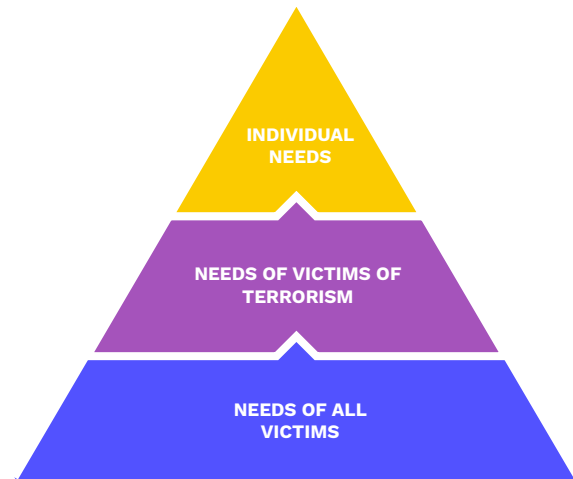 INDIVIDUAL
NEEDS
NEEDS OF VICTIMS OF
TERRORISM
NEEDS OF ALL
VICTIMS